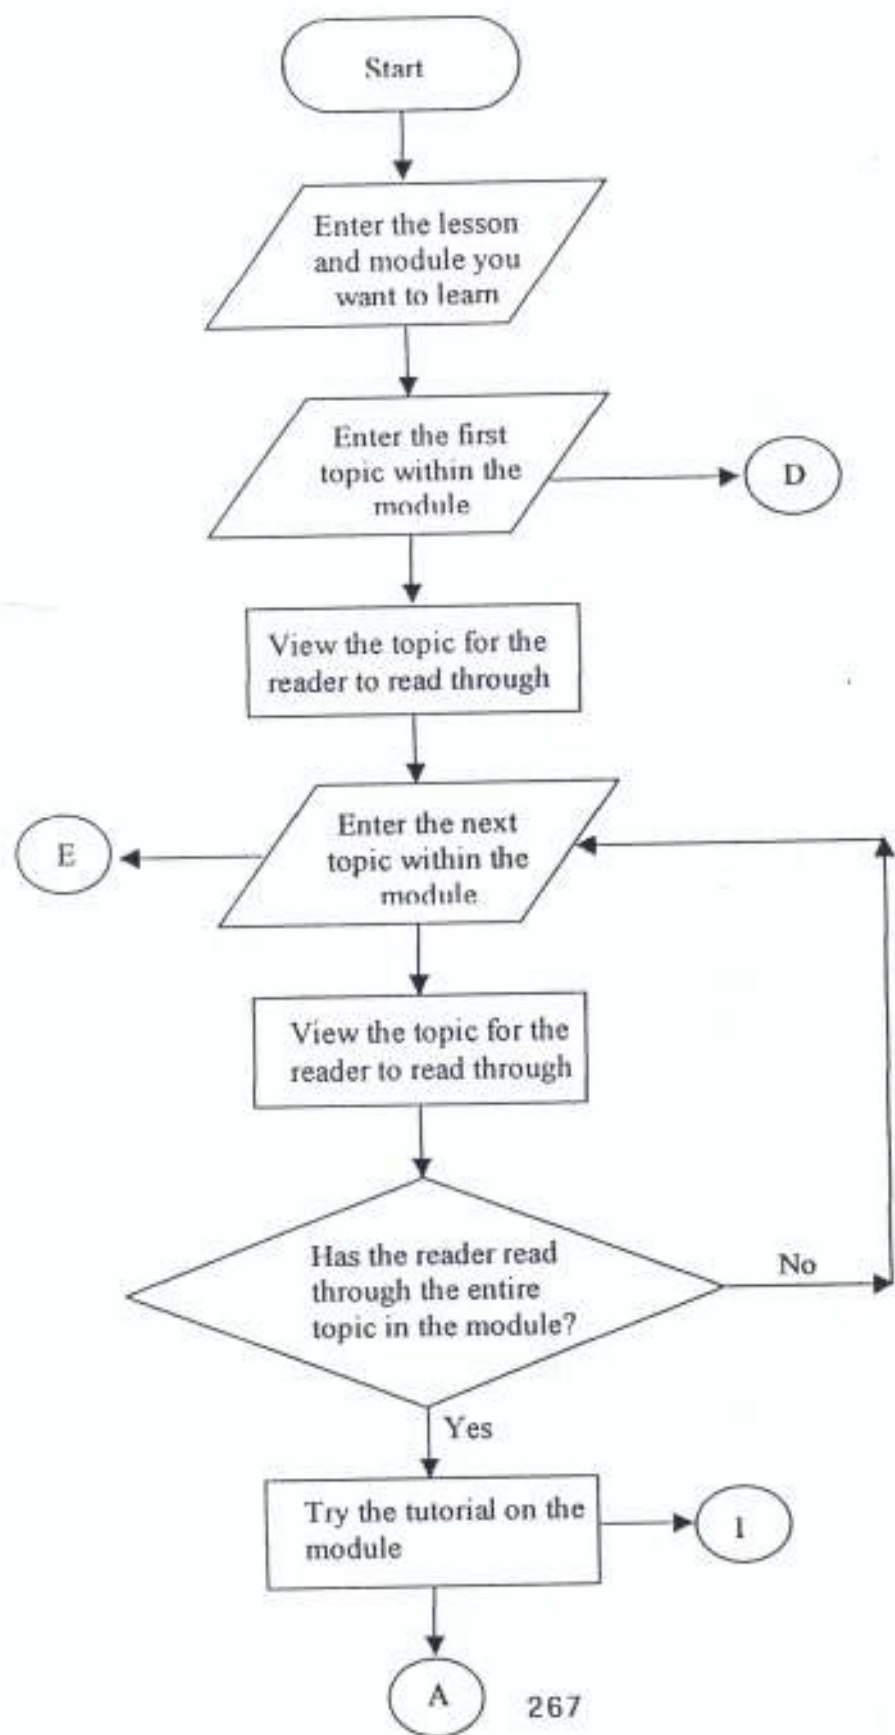 Start
Enter the lesson
and module you
want to learn
Enter the first
topic within the
module
D
View the topic for the
reader to read through
E
Enter the next
topic within the
module
View the topic for the
reader to read through
Has the reader read
through the entire
topic in the module?
No
Yes
Try the tutorial on the
module
1
A
267